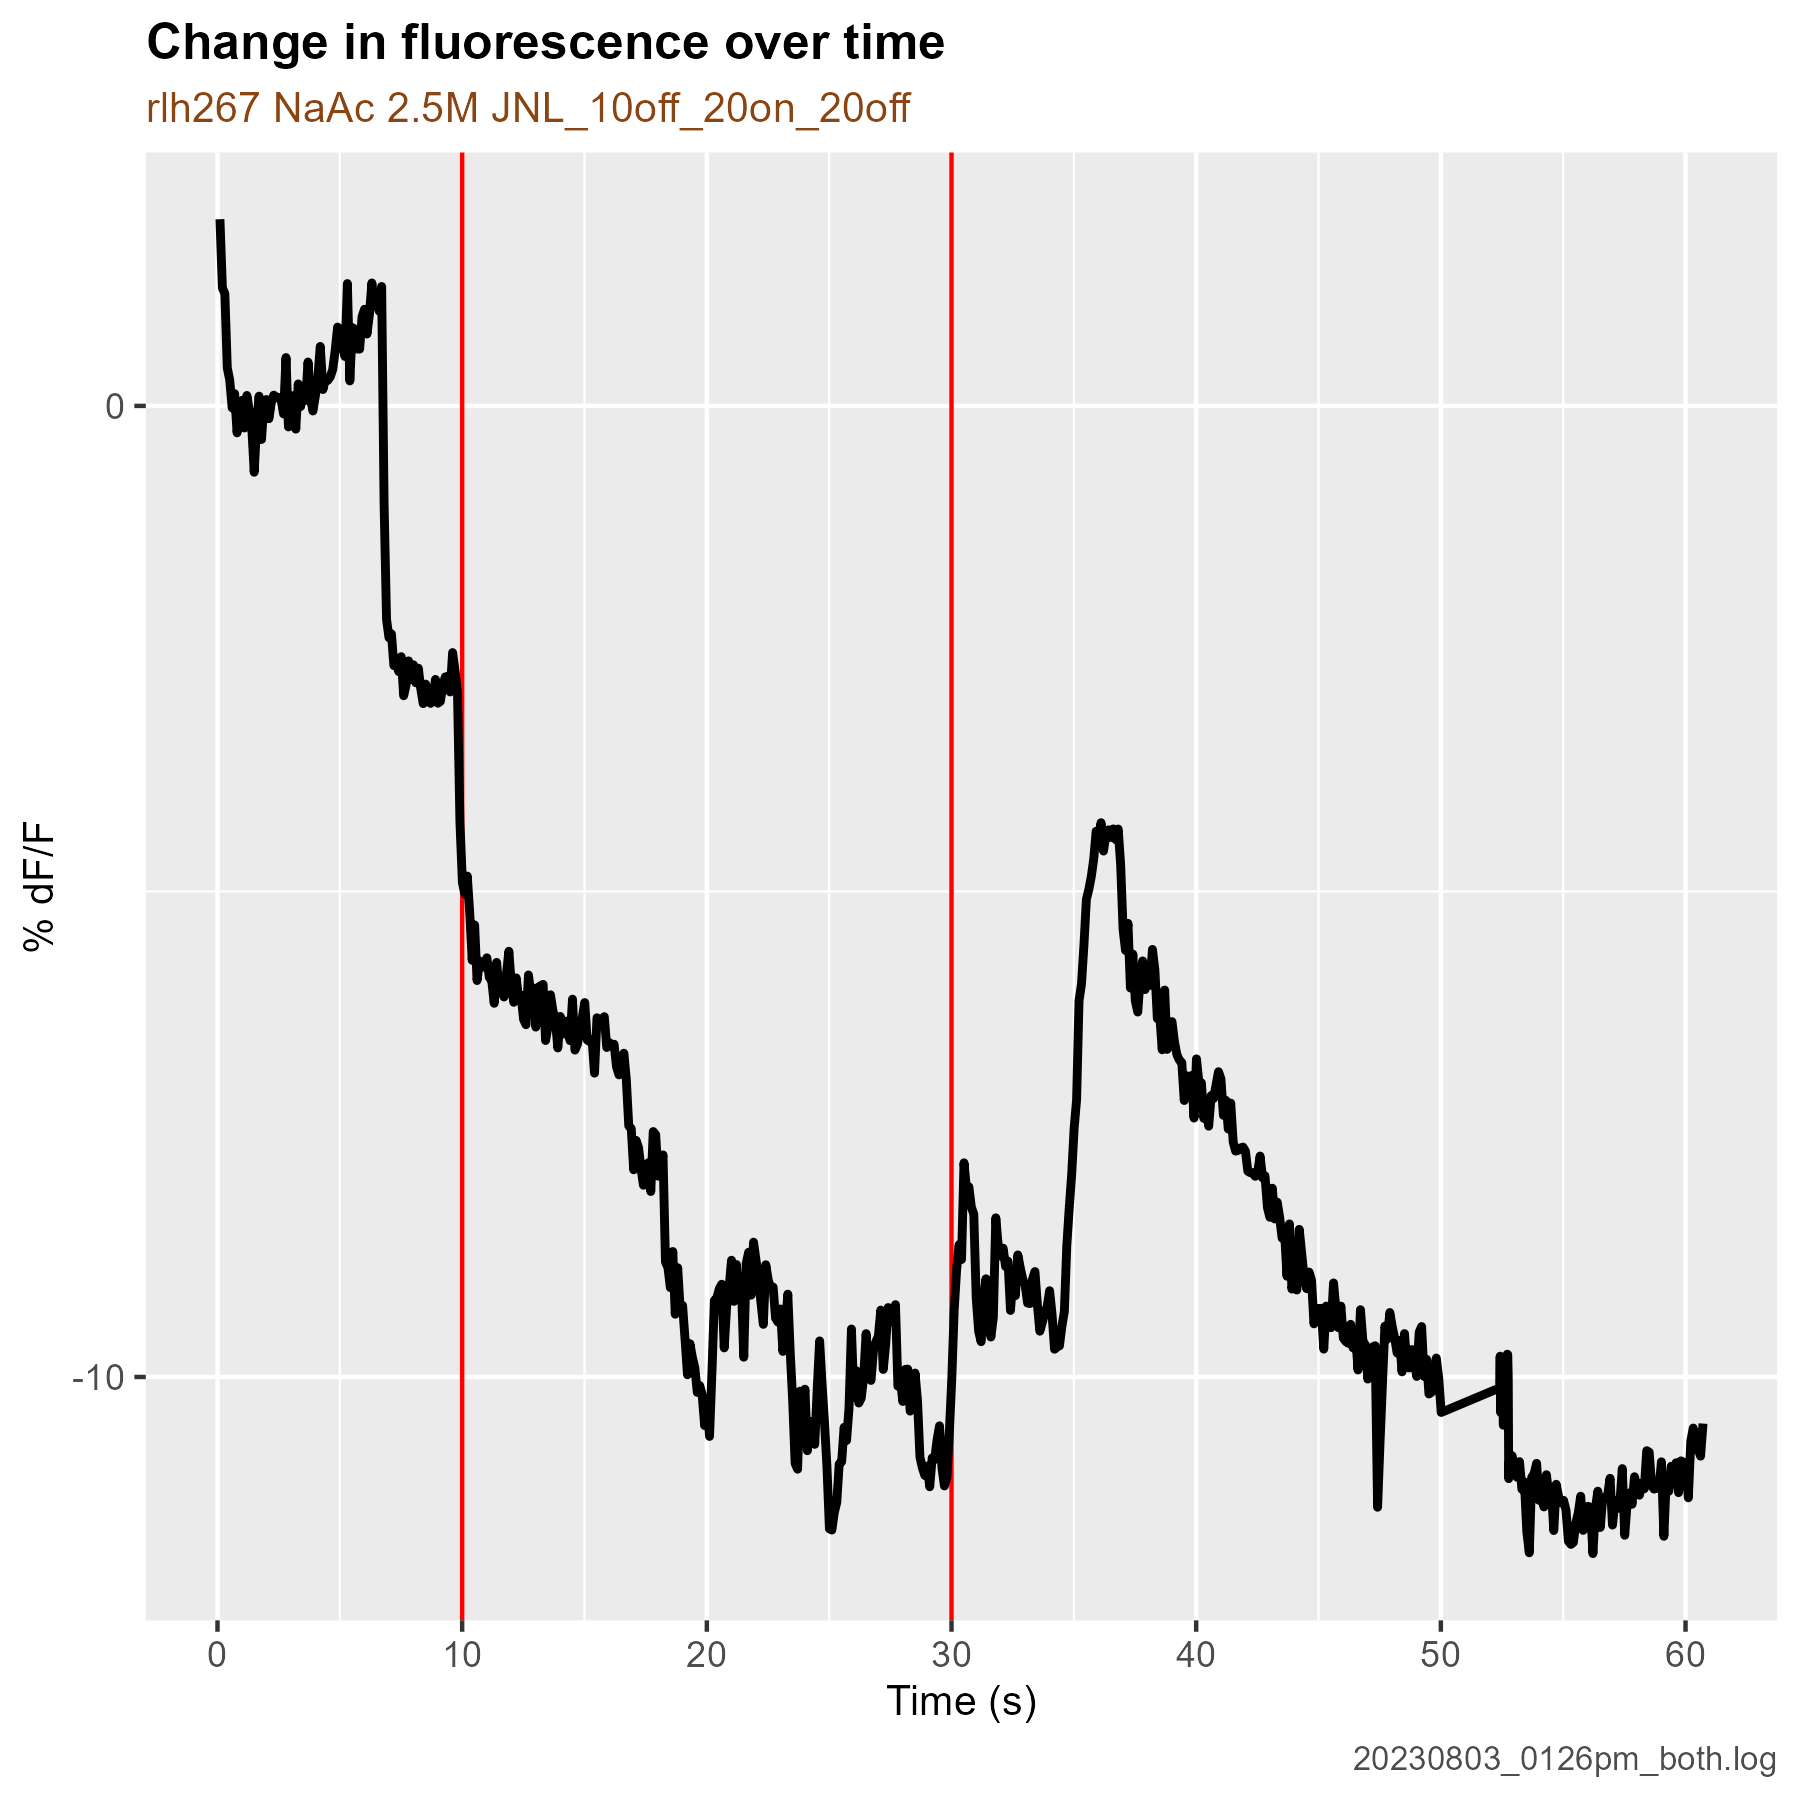 Change in fluorescence over time
rlh267 NaAc 2.5M JNL_10off_20on_20off
% dF/F
0
-10
0 10 20 30 40 50 60
Time (s)
20230803_0126pm_both.log